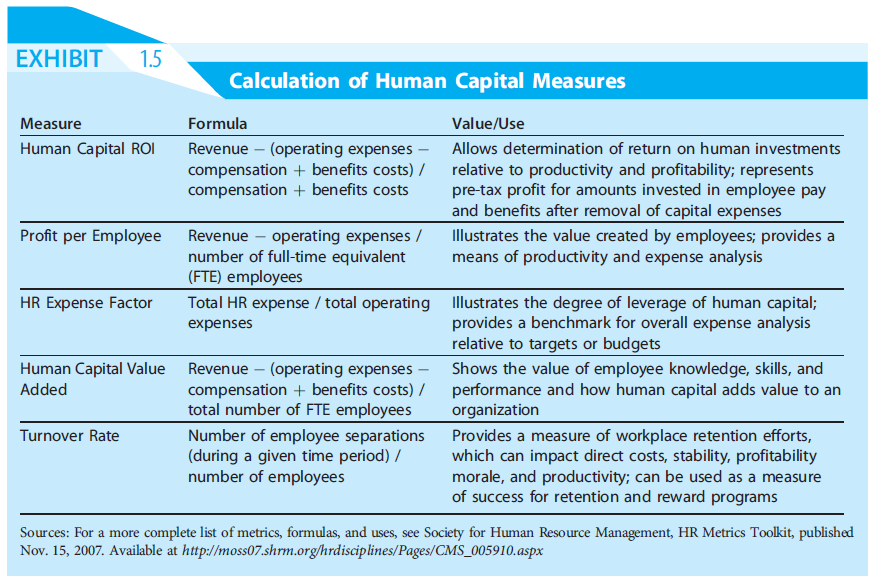 EXHIBIT 1.5
Calculation of Human Capital Measures
Measure Formula Value/Use
Human Capital ROI Revenue − (operating expenses − Allows determination of return on human investments
compensation + benefits costs) / relative to productivity and profitability; represents
compensation + benefits costs pre-tax profit for amounts invested in employee pay
and benefits after removal of capital expenses
Profit per Employee Revenue − operating expenses / Illustrates the value created by employees; provides a
number of full-time equivalent means of productivity and expense analysis
(FTE) employees
HR Expense Factor Total HR expense / total operating Illustrates the degree of leverage of human capital;
expenses provides a benchmark for overall expense analysis
relative to targets or budgets
Human Capital Value Revenue − (operating expenses − Shows the value of employee knowledge, skills, and
Added compensation + benefits costs) / performance and how human capital adds value to an
total number of FTE employees organization
Turnover Rate Number of employee separations Provides a measure of workplace retention efforts,
(during a given time period) / which can impact direct costs, stability, profitability
number of employees morale, and productivity; can be used as a measure
of success for retention and reward programs
Sources: For a more complete list of metrics, formulas, and uses, see Society for Human Resource Management, HR Metrics Toolkit, published
Nov. 15, 2007. Available at http://moss07.shrm.org/hrdisciplines/Pages/CMS_005910.aspx